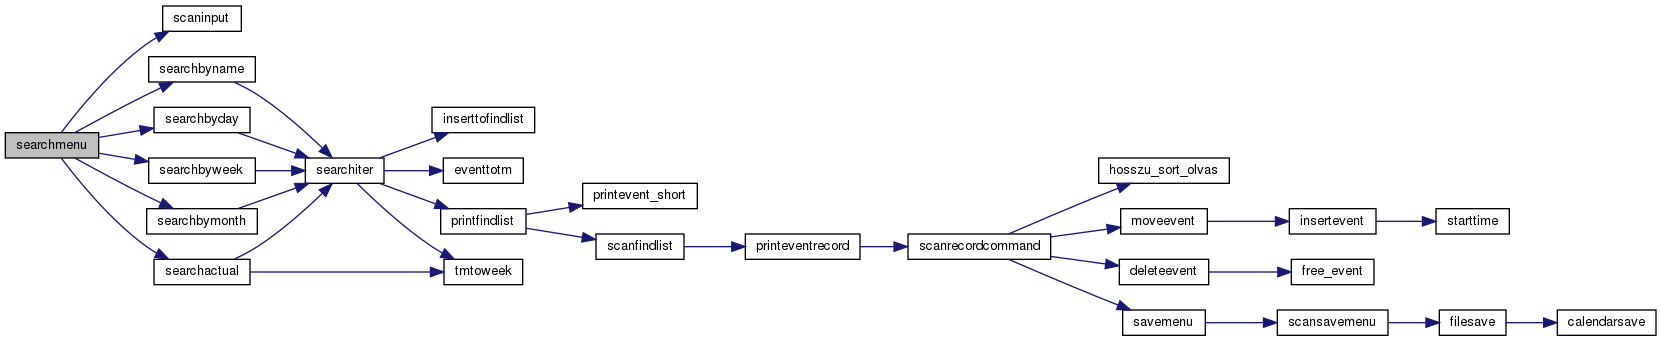 searchmenu
scaninput
searchbyname
searchbyday
searchbyweek
searchbymonth
searchactual
searchiter
inserttofindlist
eventtotm
printfindlist
tmtoweek
printevent_short
scanfindlist
printeventrecord
scanrecordcommand
hosszu_sort_olvas
moveevent
deleteevent
savemenu
insertevent
free_event
scansavemenu
starttime
filesave
calendarsave